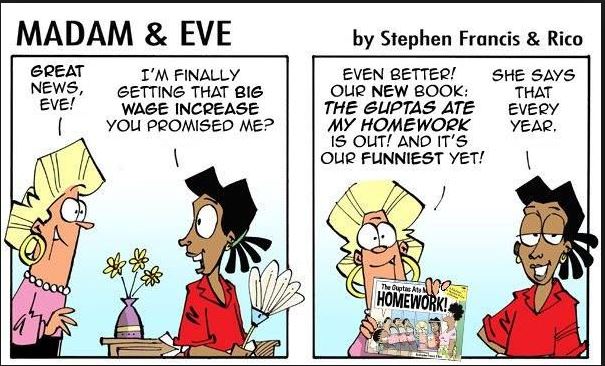 MADAM & EVE
by Stephen Francis & Rico
GREAT
NEWS,
EVE!
I'M FINALLY
GETTING THAT BIG
WAGE INCREASE
YOU PROMISED ME?
EVEN BETTER!
OUR NEW BOOK:
THE GUPTAS ATE
MY HOMEWORK
IS OUT! AND IT'S
OUR FUNNIEST YET!
SHE SAYS
THAT
EVERY
YEAR.
The Guptas Ate
HOMEWORK!